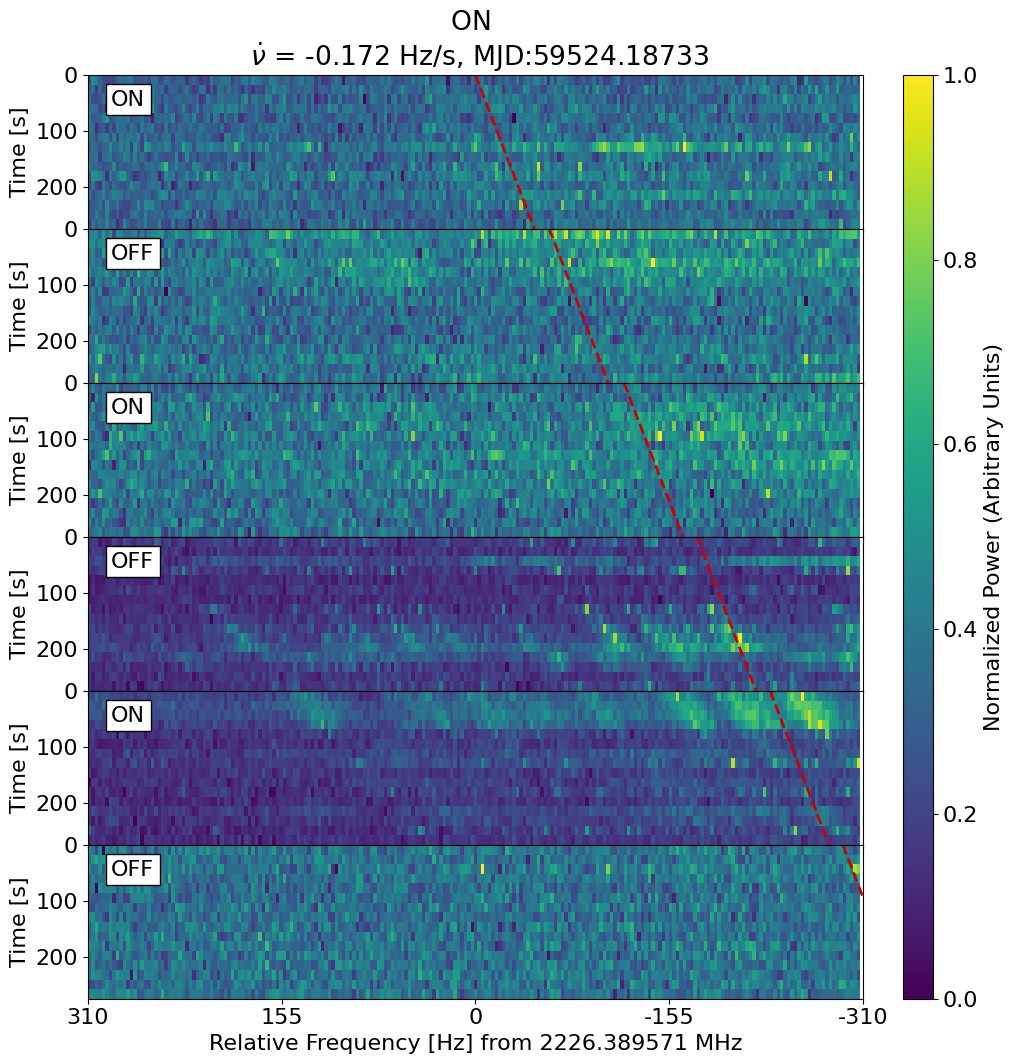 ON
ν̇ = -0.172 Hz/s, MJD:59524.18733
0
ON
100
Time [s]
200
0
OFF
100
Time [s]
200
0
ON
100
Time [s]
200
0
OFF
100
Time [s]
200
0
ON
100
Time [s]
200
0
OFF
100
Time [s]
200
310 155 0 -155 -310
Relative Frequency [Hz] from 2226.389571 MHz
1.0
0.8
0.6
0.4
0.2
0.0
Normalized Power (Arbitrary Units)